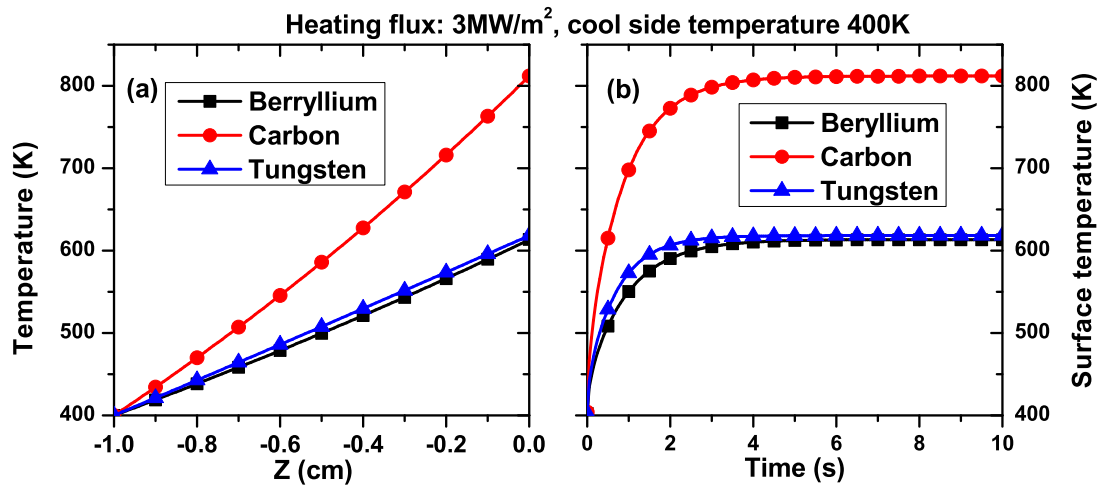 Heating flux: 3MW/m², cool side temperature 400K
(a)
Berryllium
Carbon
Tungsten
Temperature (K)
800
700
600
500
400
-1.0 -0.8 -0.6 -0.4 -0.2 0.0
Z (cm)
(b)
Beryllium
Carbon
Tungsten
800
700
600
500
400
Surface temperature (K)
0 2 4 6 8 10
Time (s)